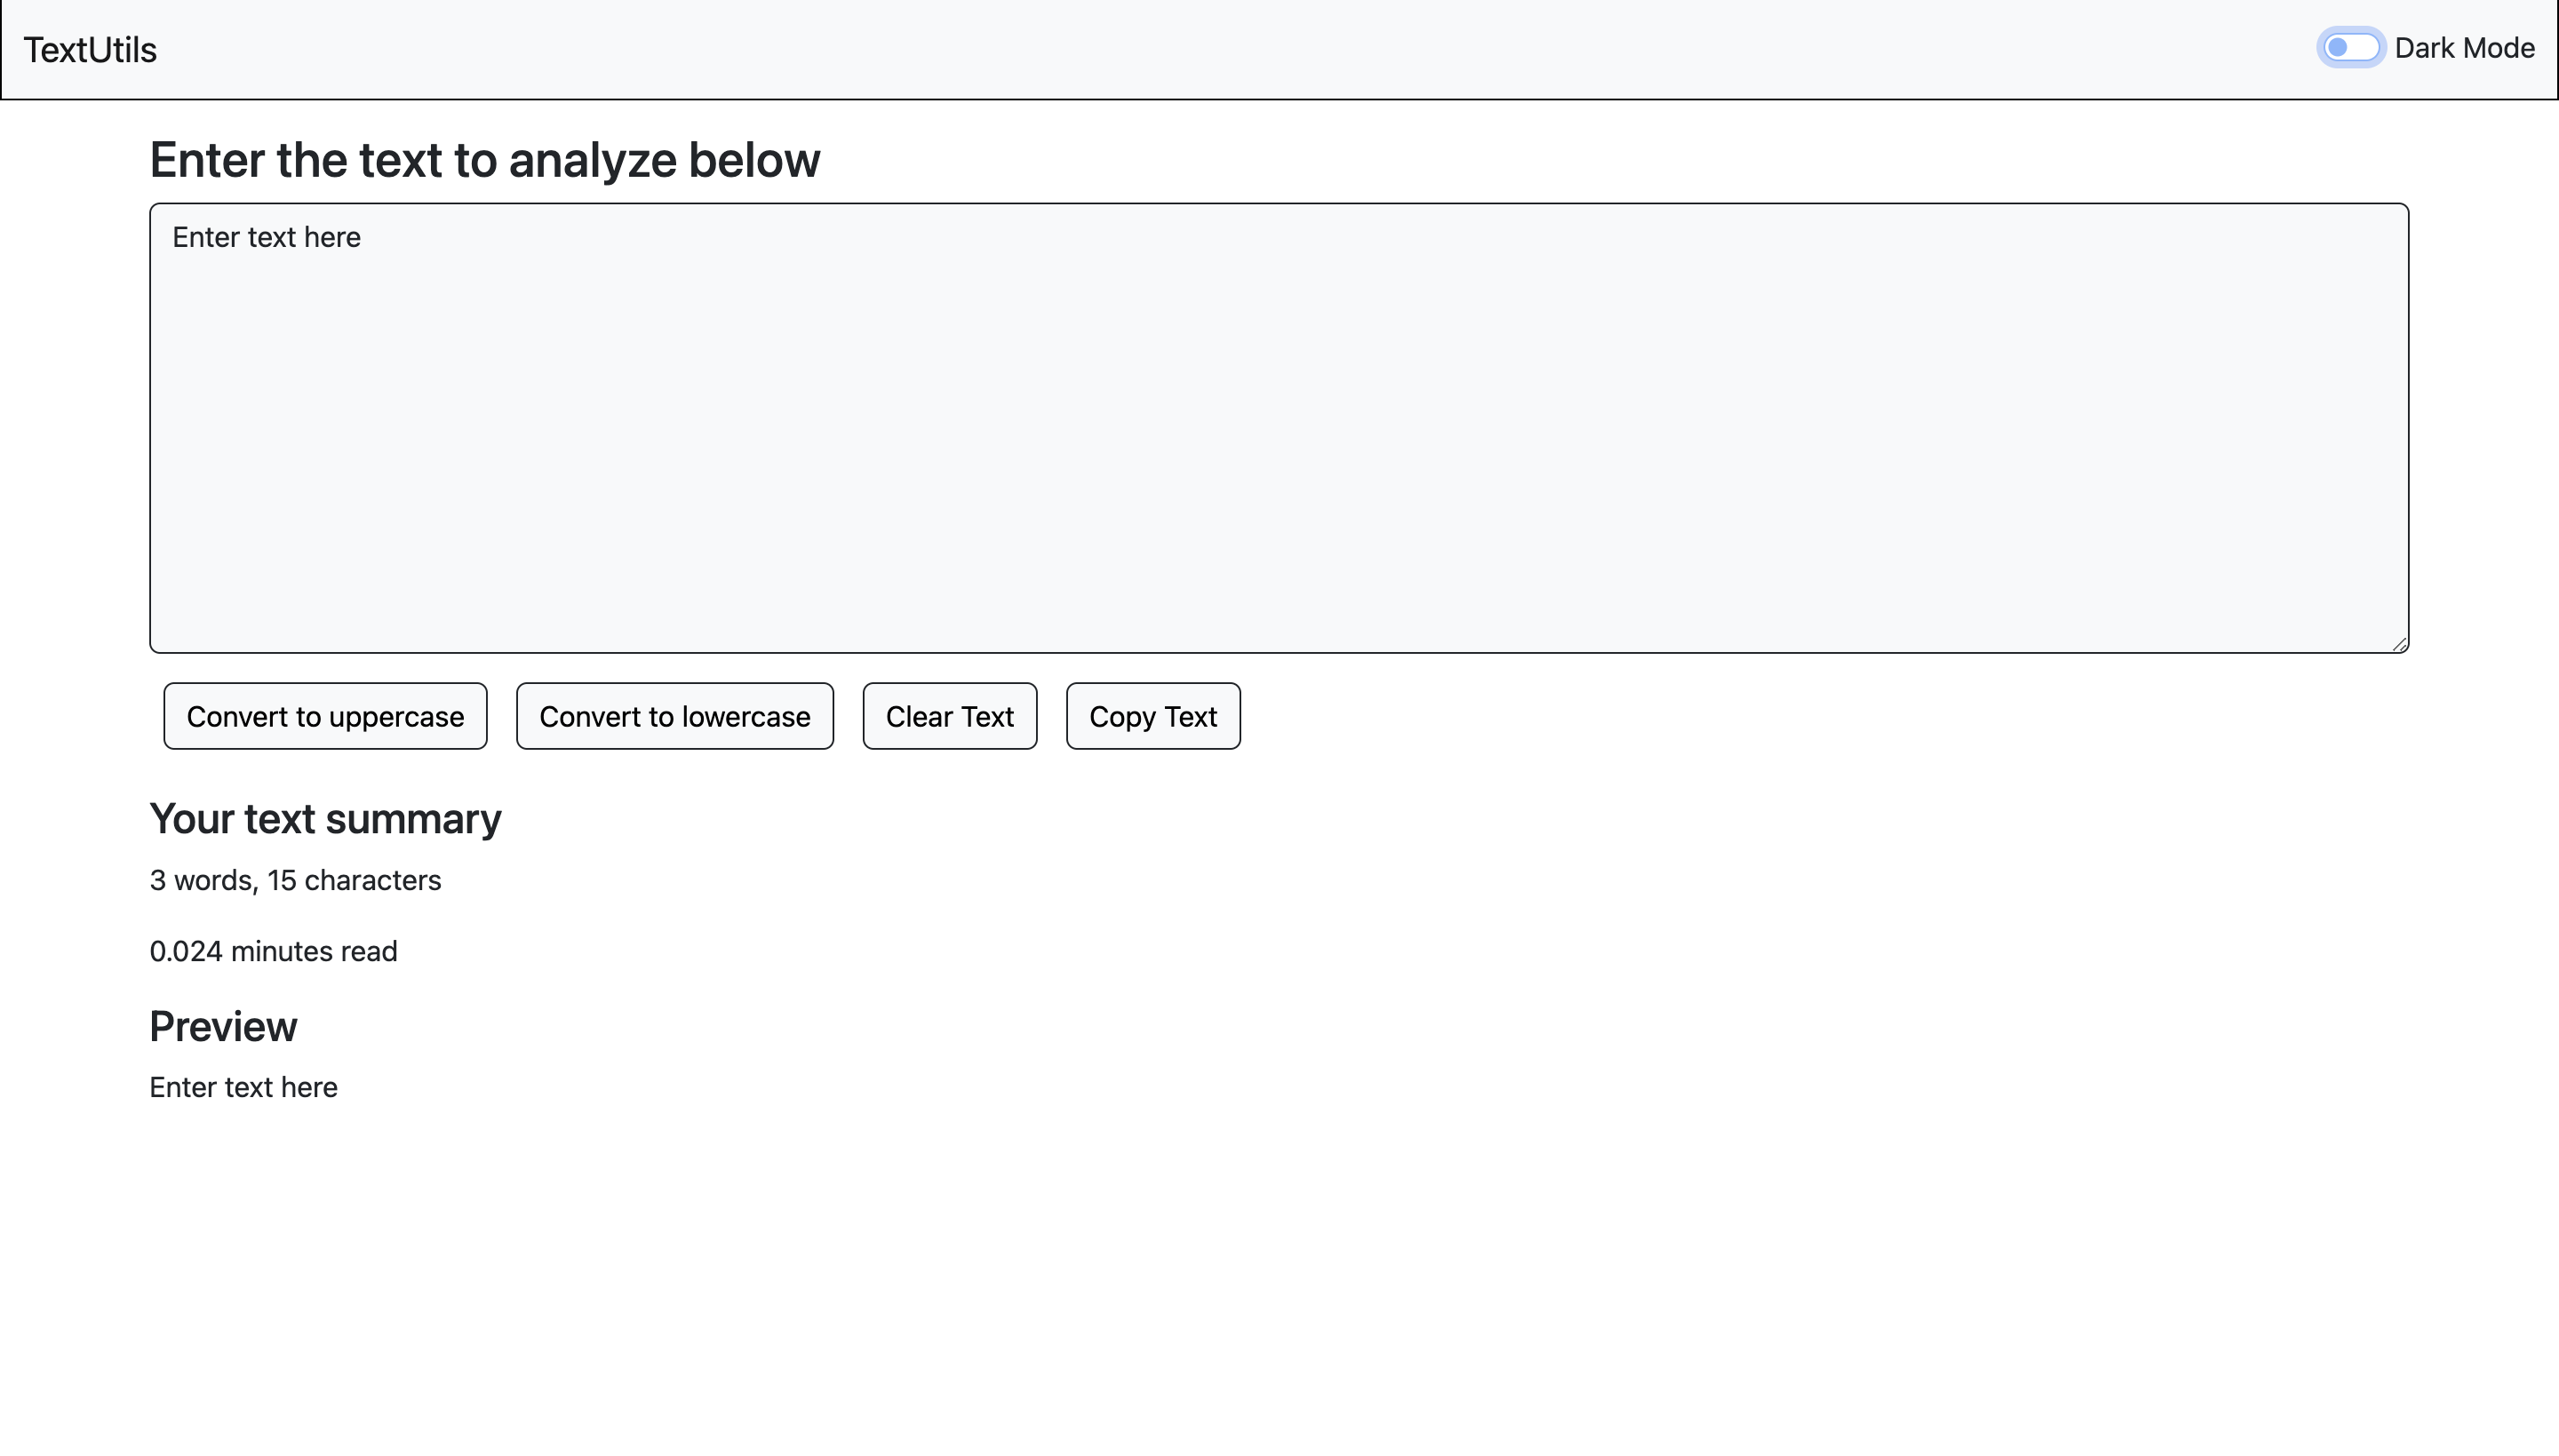 TextUtils
Dark Mode
Enter the text to analyze below
Enter text here
Convert to uppercase
Convert to lowercase
Clear Text
Copy Text
Your text summary
3 words, 15 characters
0.024 minutes read
Preview
Enter text here